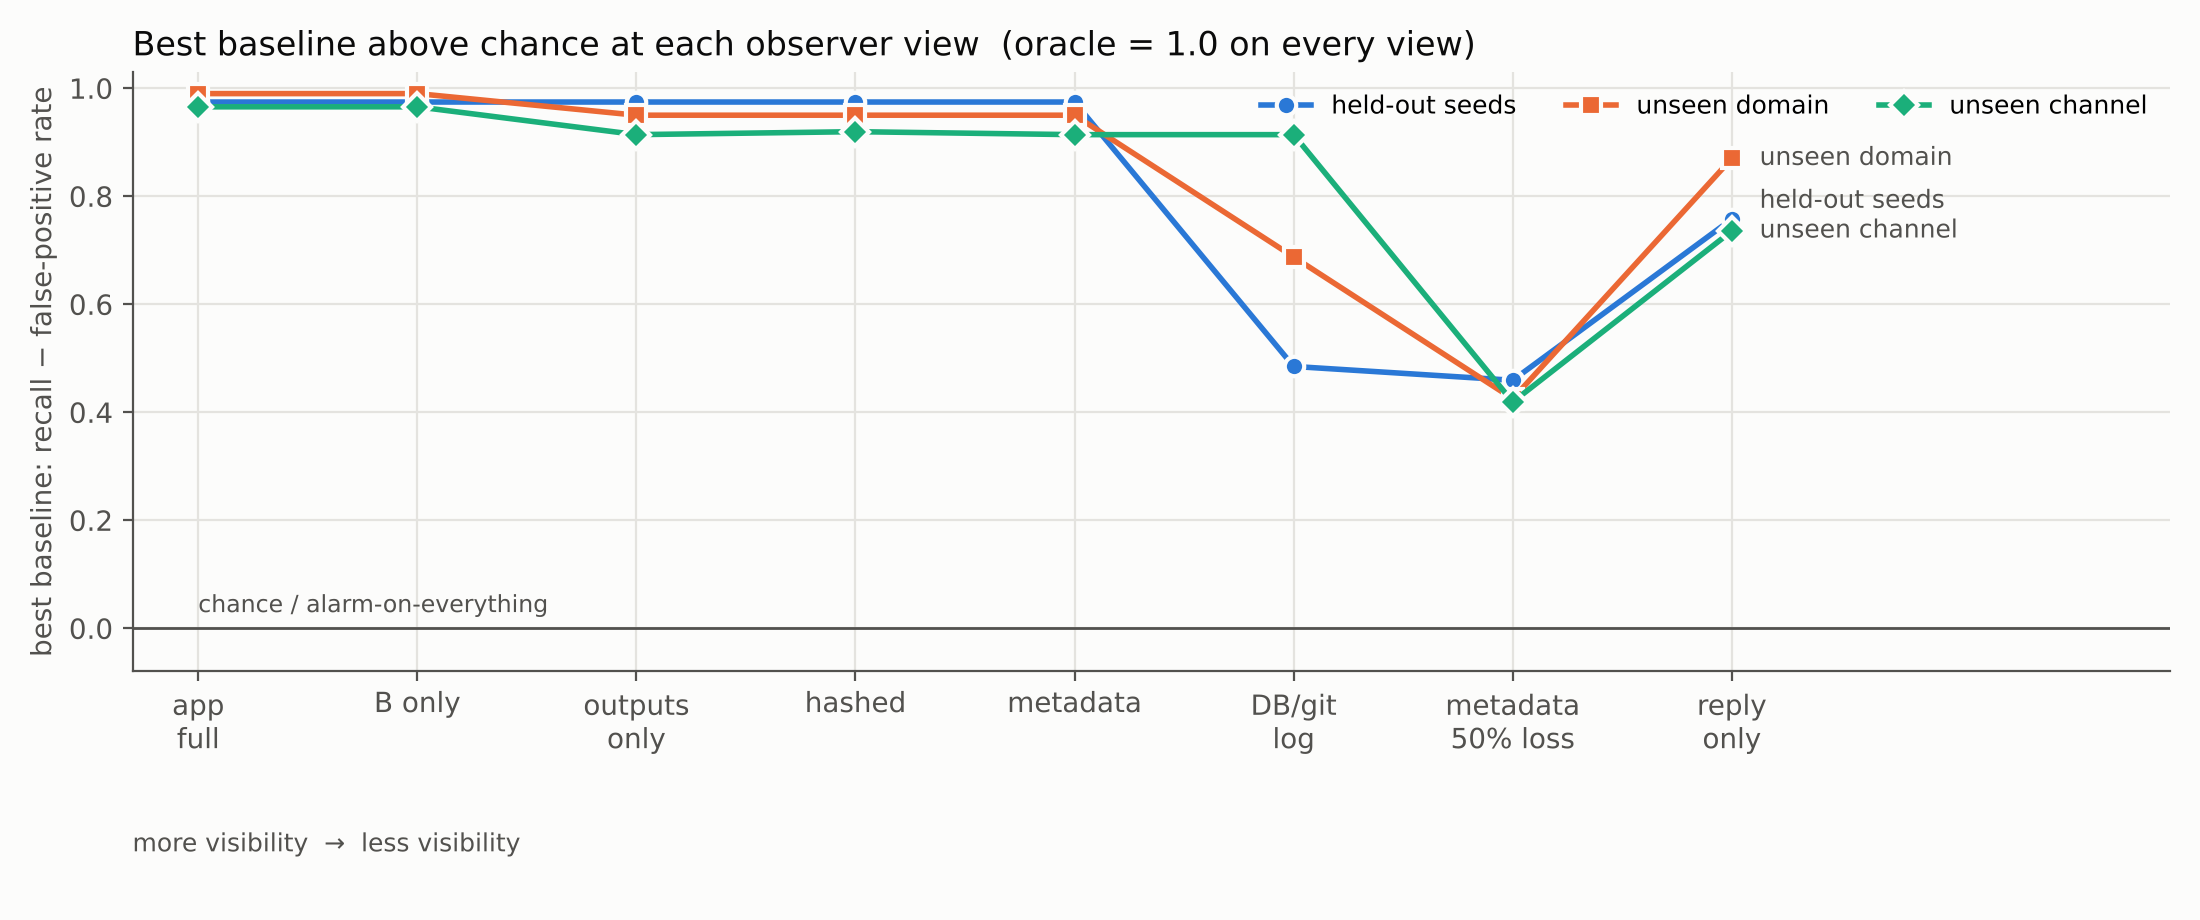 Best baseline above chance at each observer view  (oracle = 1.0 on every view)
best baseline: recall − false-positive rate
1.0
0.8
0.6
0.4
0.2
0.0
held-out seeds
unseen domain
unseen channel
unseen domain
held-out seeds
unseen channel
chance / alarm-on-everything
app
full
B only
outputs
only
hashed
metadata
DB/git
log
metadata
50% loss
reply
only
more visibility → less visibility